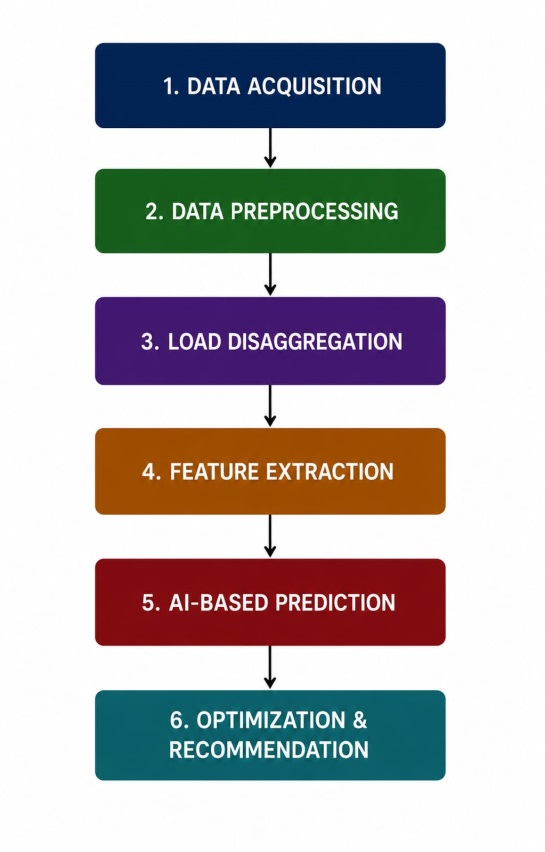 1. DATA ACQUISITION
2. DATA PREPROCESSING
3. LOAD DISAGGREGATION
4. FEATURE EXTRACTION
5. AI-BASED PREDICTION
6. OPTIMIZATION &
RECOMMENDATION